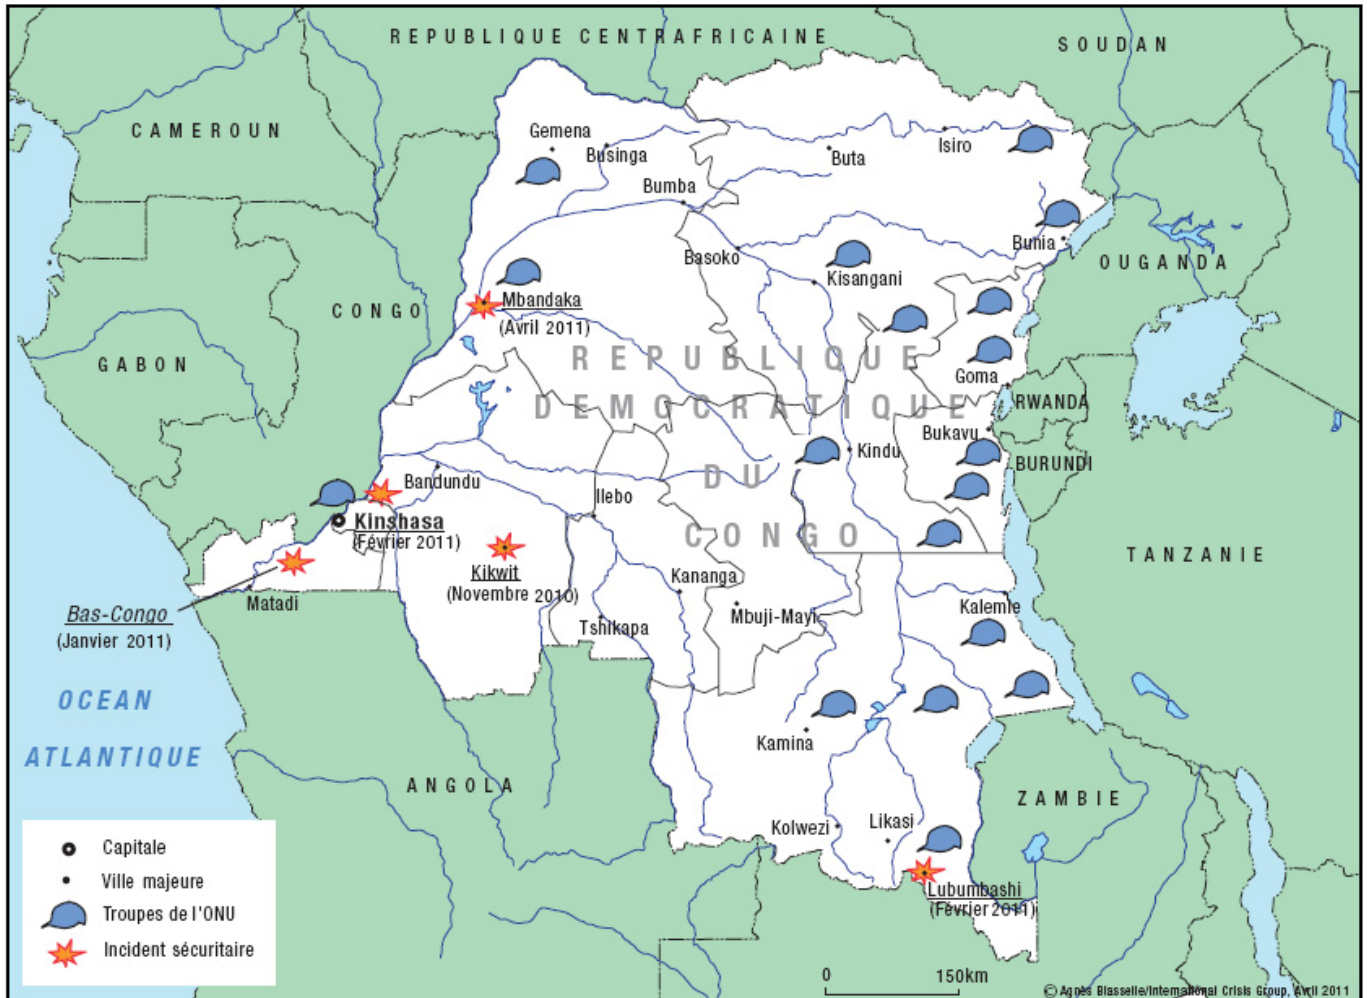 REPUBLIQUE CENTRAFRICAINE
SOUDAN
CAMEROUN
Gemena
Businga
Buta
Isiro
Bumba
Basoko
Bunia
OUGANDA
Kisangani
Mbandaka
(Avril 2011)
CONGO
GABON
REPUBLIQUE
DEMOCRATIQUE
DU
CONGO
Goma
RWANDA
Bukavu
BURUNDI
Kindu
Bandundu
Ilebo
Kinshasa
(Février 2011)
Kikwit
(Novembre 2010)
Kananga
Mbuji-Mayi
Tshikapa
TANZANIE
Kalemie
Matadi
Bas-Congo
(Janvier 2011)
OCEAN
ATLANTIQUE
ANGOLA
Kamina
ZAMBIE
Kolwezi
Likasi
Lubumbashi
(Février 2011)
Capitale
Ville majeure
Troupes de l'ONU
Incident sécuritaire
0 150km
© Agnès Blasselle/International Crisis Group, Avril 2011